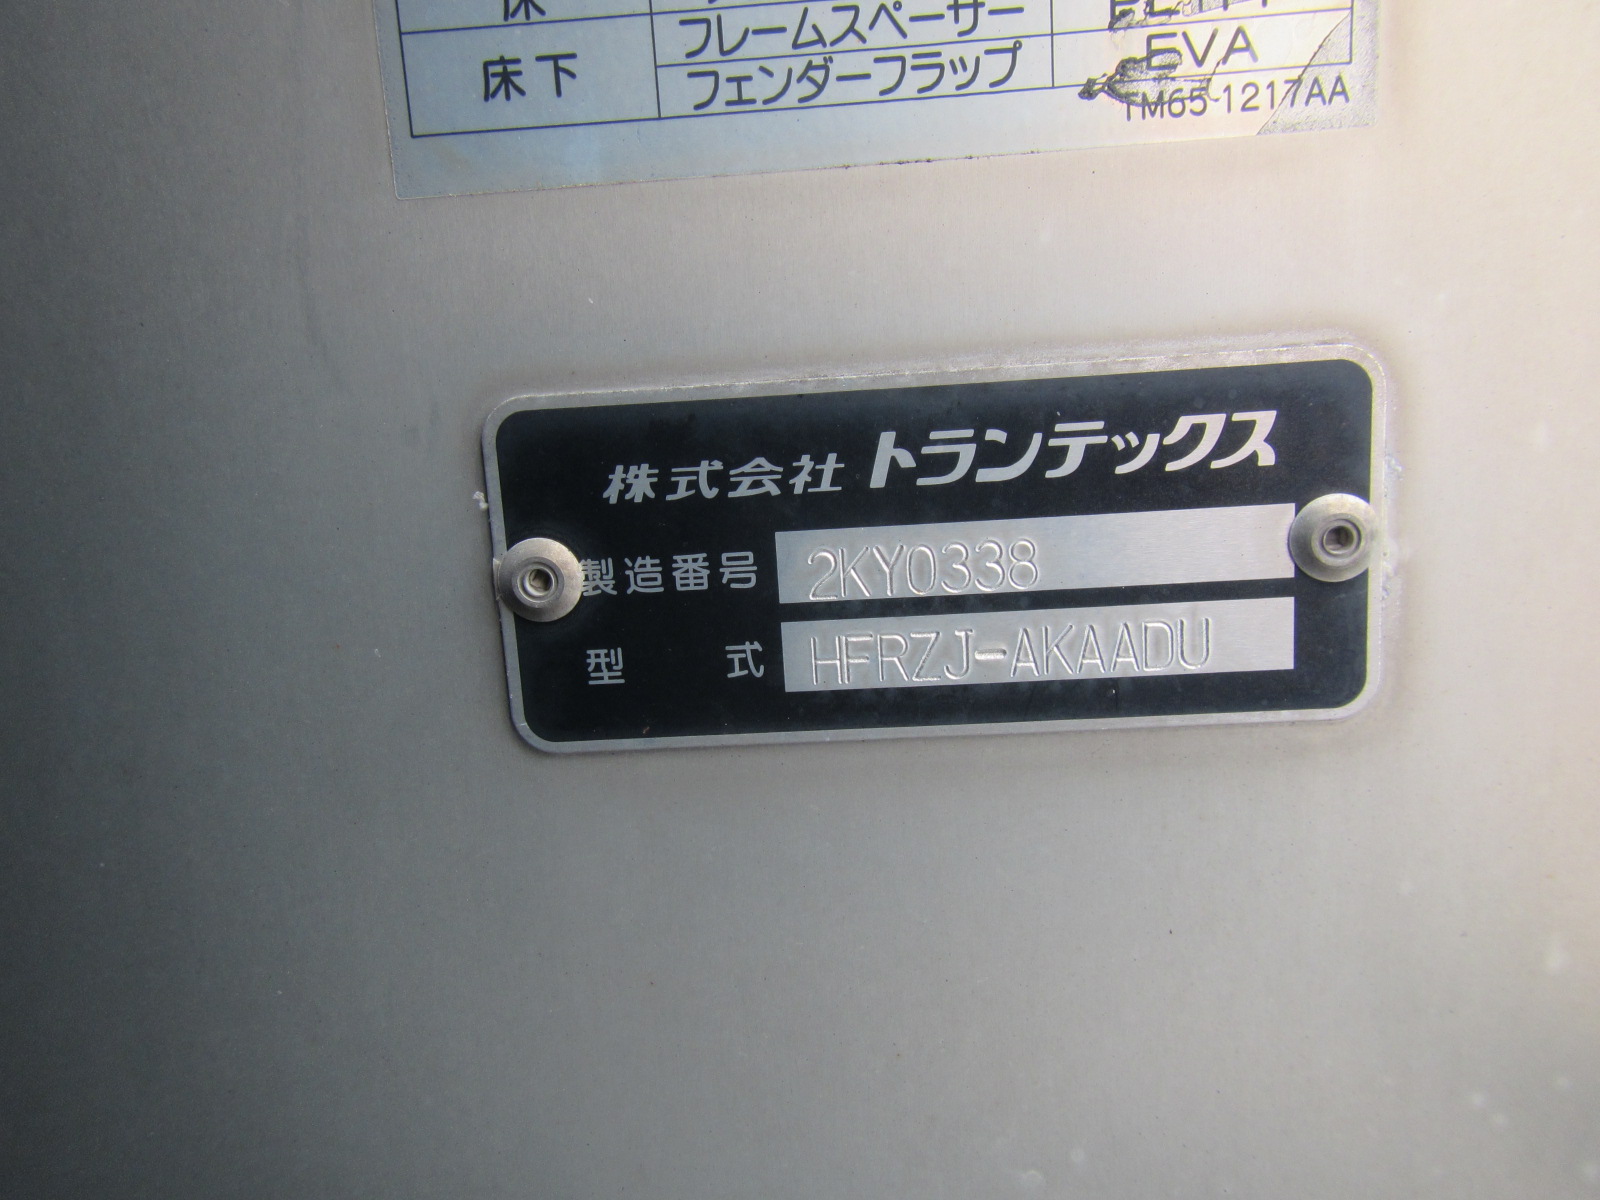 床
フレームスペーサー
床下
フェンダーフラップ
EVA
TM65-1217AA
株式会社 トランテックス
製造番号 2KY0338
型式 HFRZJ-AKAADU